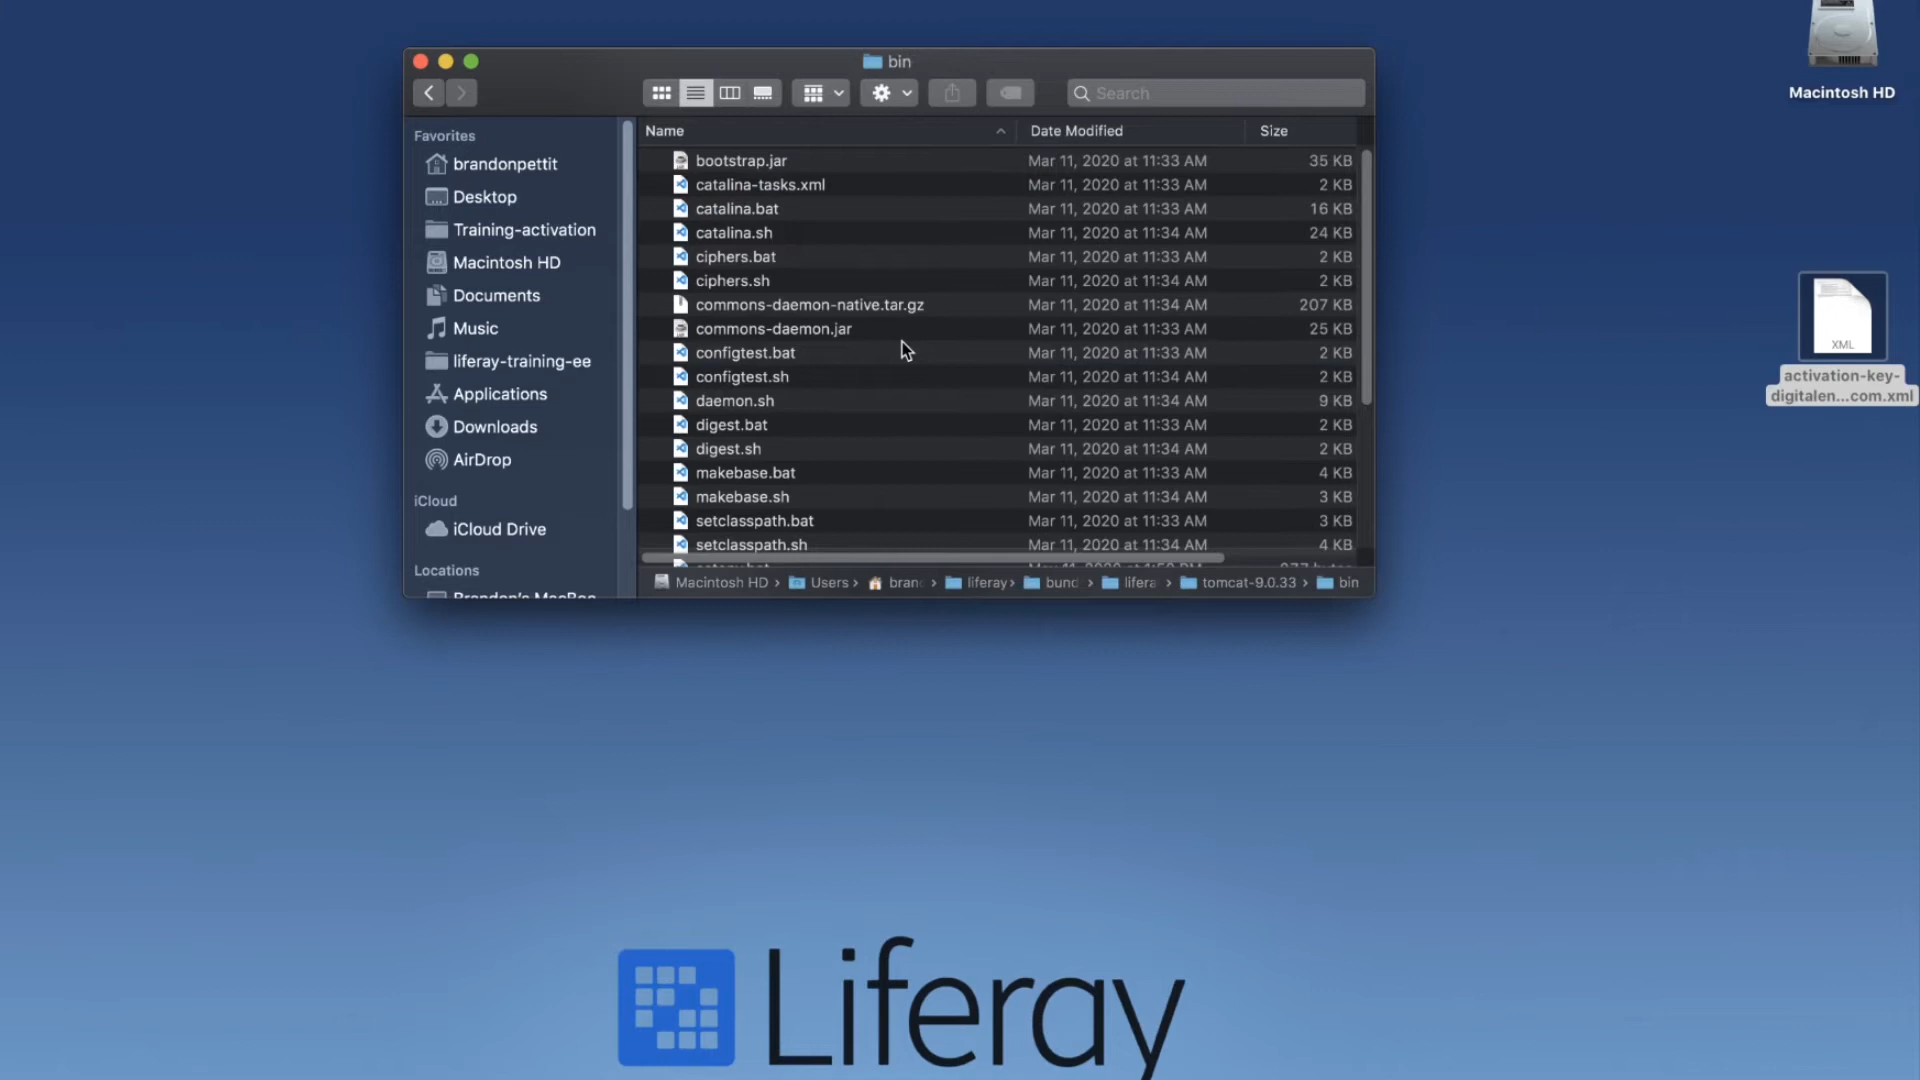 bin
Search
Macintosh HD
Favorites
brandonpettit
Desktop
Training-activation
Macintosh HD
Documents
Music
liferay-training-ee
Applications
Downloads
AirDrop
iCloud
iCloud Drive
Locations
Brandon's MacBoo
Name Date Modified Size
bootstrap.jar Mar 11, 2020 at 11:33 AM 35 KB
catalina-tasks.xml Mar 11, 2020 at 11:33 AM 2 KB
catalina.bat Mar 11, 2020 at 11:33 AM 16 KB
catalina.sh Mar 11, 2020 at 11:33 AM 24 KB
ciphers.bat Mar 11, 2020 at 11:33 AM 2 KB
ciphers.sh Mar 11, 2020 at 11:34 AM 2 KB
commons-daemon-native.tar.gz Mar 11, 2020 at 11:34 AM 207 KB
commons-daemon.jar Mar 11, 2020 at 11:33 AM 25 KB
configtest.bat Mar 11, 2020 at 11:33 AM 2 KB
configtest.sh Mar 11, 2020 at 11:34 AM 2 KB
daemon.sh Mar 11, 2020 at 11:34 AM 9 KB
digest.bat Mar 11, 2020 at 11:34 AM 2 KB
digest.sh Mar 11, 2020 at 11:34 AM 2 KB
makebase.bat Mar 11, 2020 at 11:34 AM 4 KB
makebase.sh Mar 11, 2020 at 11:34 AM 3 KB
setclasspath.bat Mar 11, 2020 at 11:33 AM 3 KB
setclasspath.sh Mar 11, 2020 at 11:34 AM 4 KB
Macintosh HD › Users › bran › liferay › bund › lifera › tomcat-9.0.33 › bin
XML
activation-key-
digitalen...com.xml
Liferay